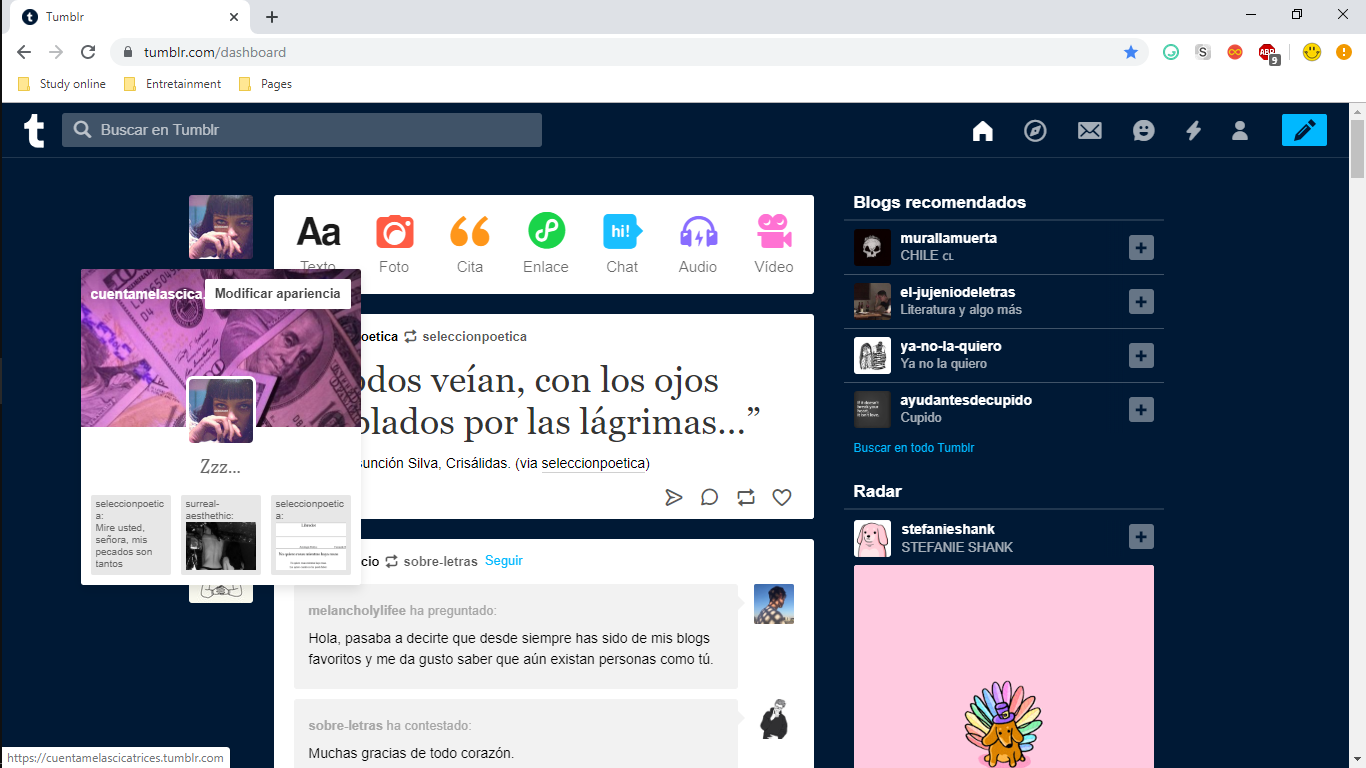 Tumblr
tumblr.com/dashboard
S
ABP
9
Study online
Entretainment
Pages
t
Buscar en Tumblr
Aa
hi!
Texto
Foto
Cita
Enlace
Chat
Audio
Vídeo
cuentamelascica.
Modificar apariencia
Zzz...
seleccionpoetic
a:
Mire usted,
señora, mis
pecados son
tantos
surreal-
aesthethic:
seleccionpoetic
a:
oetica seleccionpoetica
odos veían, con los ojos
blados por las lágrimas...”
sunción Silva, Crisálidas. (via seleccionpoetica)
cio sobre-letras Seguir
melancholylifee ha preguntado:
Hola, pasaba a decirte que desde siempre has sido de mis blogs
favoritos y me da gusto saber que aún existan personas como tú.
sobre-letras ha contestado:
Muchas gracias de todo corazón.
Blogs recomendados
murallamuerta
CHILE CL
el-jujeniodeletras
Literatura y algo más
ya-no-la-quiero
Ya no la quiero
ayudantesdecupido
Cupido
Buscar en todo Tumblr
Radar
stefanieshank
STEFANIE SHANK
https://cuentamelascicatrices.tumblr.com